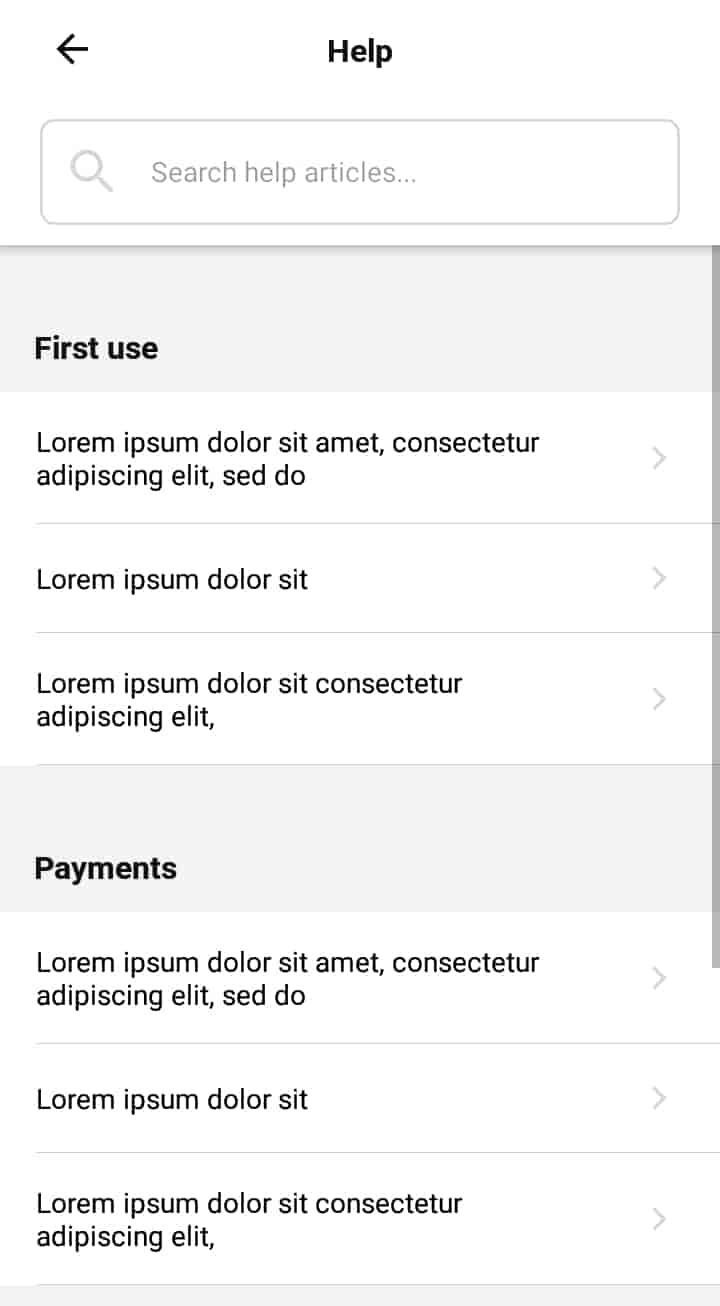 Help
Search help articles...
First use
Lorem ipsum dolor sit amet, consectetur
adipiscing elit, sed do
Lorem ipsum dolor sit
Lorem ipsum dolor sit consectetur
adipiscing elit,
Payments
Lorem ipsum dolor sit amet, consectetur
adipiscing elit, sed do
Lorem ipsum dolor sit
Lorem ipsum dolor sit consectetur
adipiscing elit,